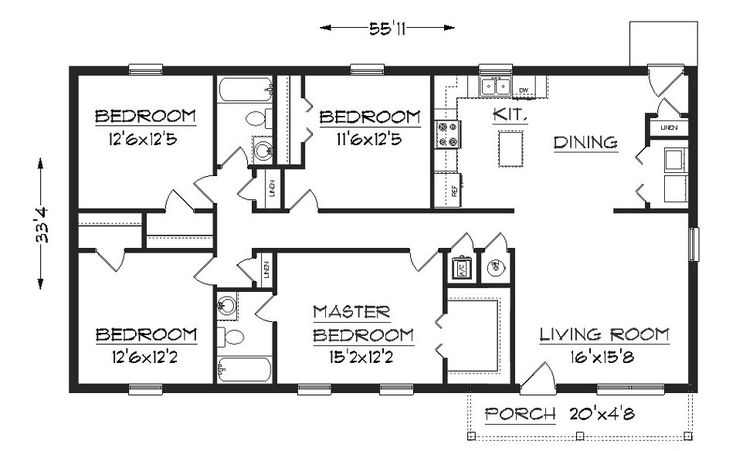 55'11
33'4
BEDROOM
12'6x12'5
BEDROOM
11'6x12'5
KIT.
DW
REF
DINING
LINEN
LINEN
LINEN
A/C
BEDROOM
12'6x12'2
MASTER
BEDROOM
15'2x12'2
LIVING ROOM
16'x15'8
PORCH 20'x4'8